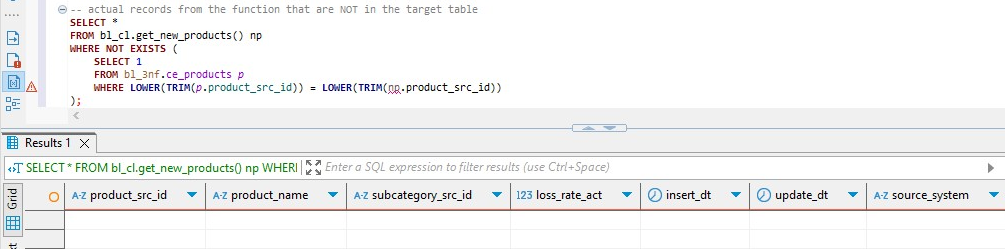 -- actual records from the function that are NOT in the target table
SELECT *
FROM bl_cl.get_new_products() np
WHERE NOT EXISTS (
SELECT 1
FROM bl_3nf.ce_products p
WHERE LOWER(TRIM(p.product_src_id)) = LOWER(TRIM(np.product_src_id))
);
Results 1
SELECT * FROM bl_cl.get_new_products() np WHERI
Enter a SQL expression to filter results (use Ctrl+Space)
Grid
A-Z product_src_id A-Z product_name A-Z subcategory_src_id 123 loss_rate_act insert_dt update_dt A-Z source_system